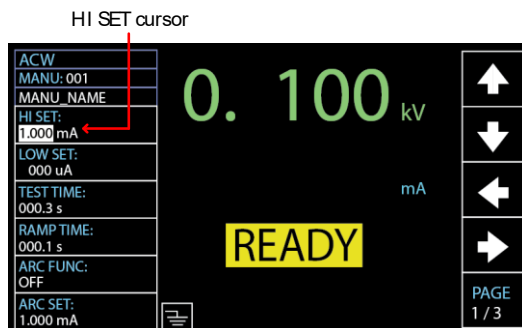 HI SET cursor
ACW
MANU: 001
MANU_NAME
HI SET:
1.000 mA
LOW SET:
000 uA
TEST TIME:
000.3 s
RAMP TIME:
000.1 s
ARC FUNC:
OFF
ARC SET:
1.000 mA
0. 100 kV
mA
READY
PAGE
1 / 3